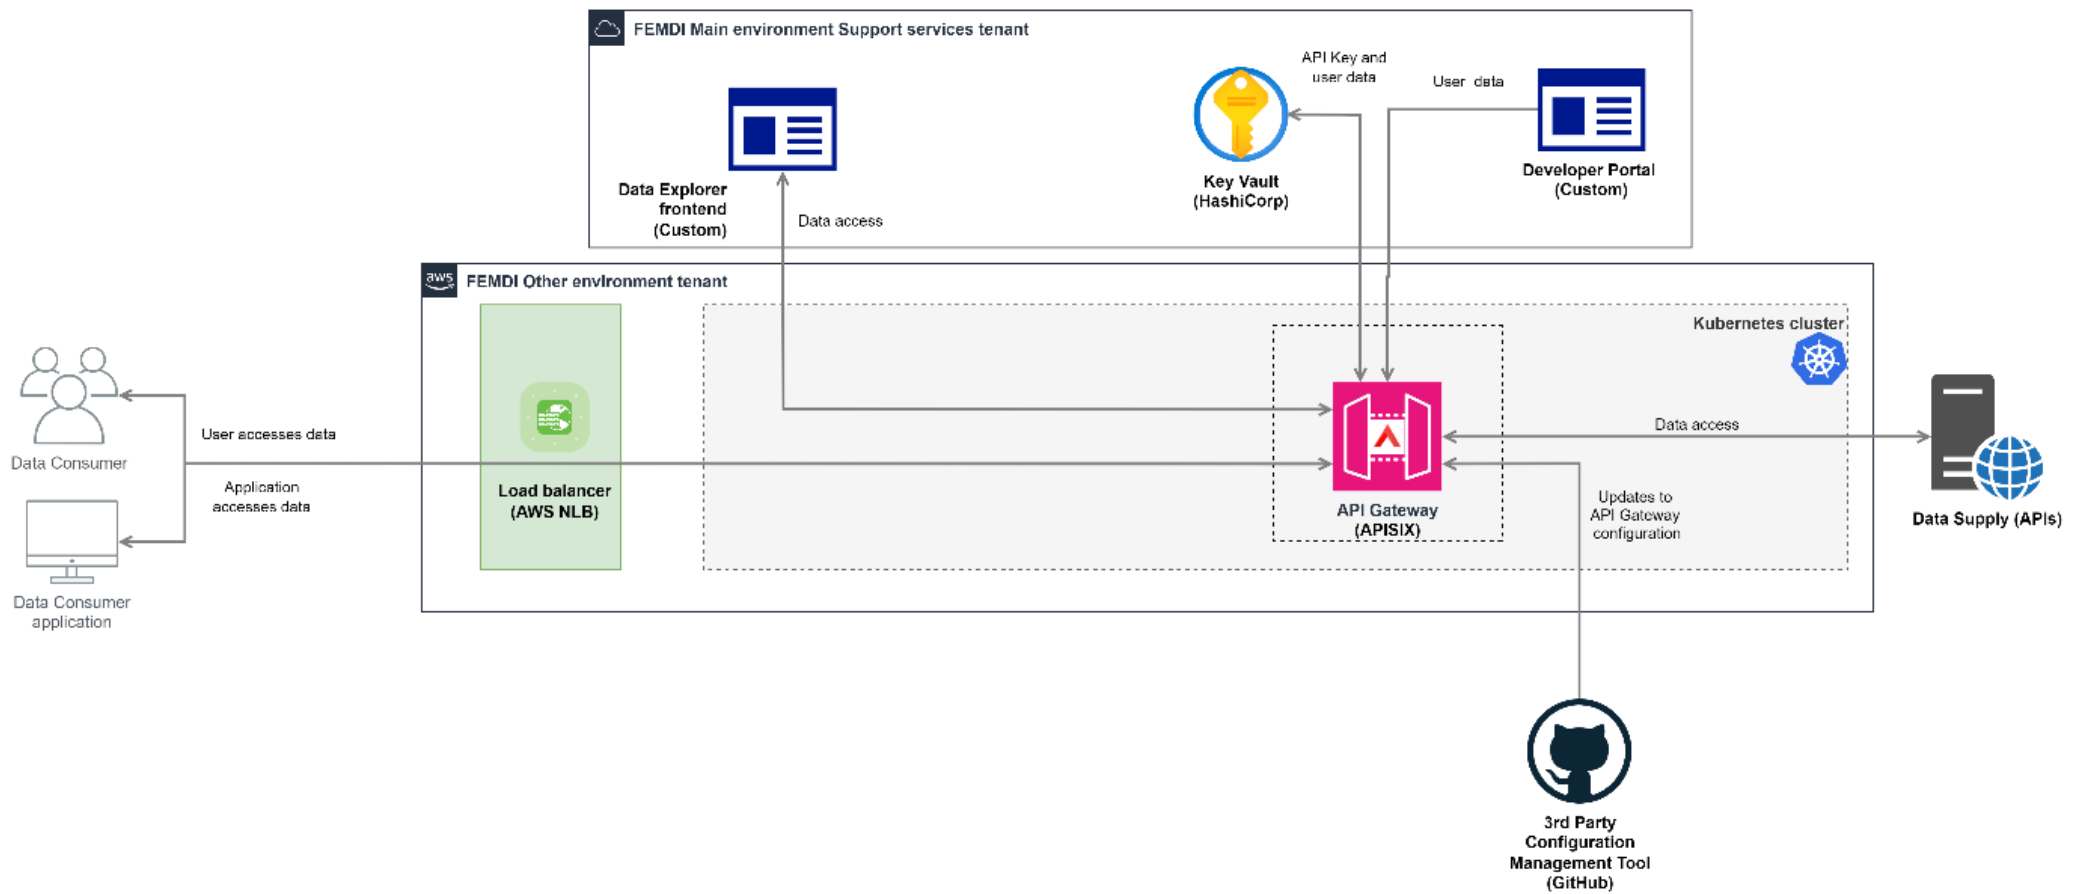 FEMDI Main environment Support services tenant
API Key and
user data
User data
Data Explorer
frontend
(Custom)
Data access
Key Vault
(HashiCorp)
Developer Portal
(Custom)
aws
FEMDI Other environment tenant
Kubernetes cluster
Data Consumer
User accesses data
Application
accesses data
Data Consumer
application
Load balancer
(AWS NLB)
API Gateway
(APISIX)
Data access
Updates to
API Gateway
configuration
Data Supply (APIs)
3rd Party
Configuration
Management Tool
(GitHub)